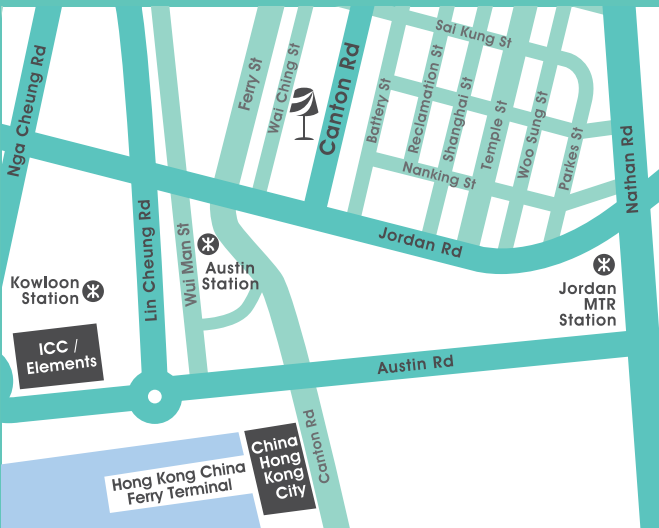 Sai Kung St
Nga Cheung Rd
Ferry St
Wai Ching St
Canton Rd
Battery St
Reclamation St
Shanghai St
Temple St
Woo Sung St
Parkes St
Nathan Rd
Nanking St
Jordan Rd
Lin Cheung Rd
Wui Man St
Austin
Station
Kowloon
Station
Jordan
MTR
Station
ICC /
Elements
Austin Rd
Canton Rd
China
Hong
Kong
City
Hong Kong China
Ferry Terminal